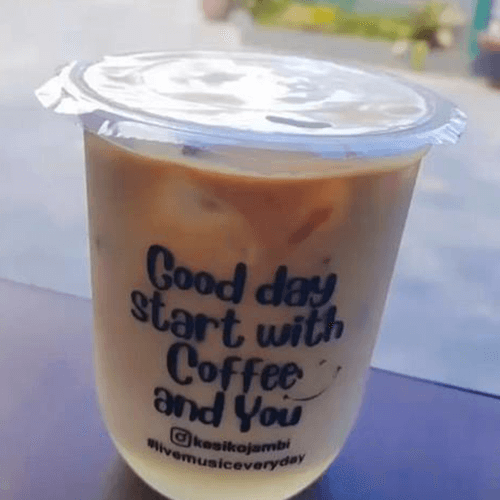 Good day
start with
Coffee
and You
@kesikojambi
#livemusiceveryday